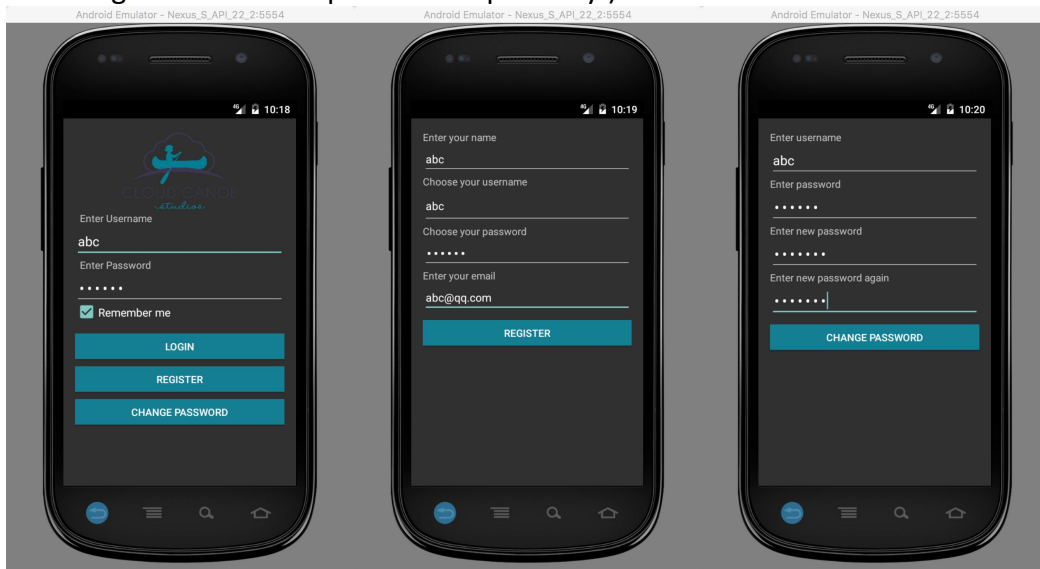 Android Emulator - Nexus_S_API_22_2:5554
4G 10:18
CLOUD CANOE
studios
Enter Username
abc
Enter Password
••••••
Remember me
LOGIN
REGISTER
CHANGE PASSWORD
Android Emulator - Nexus_S_API_22_2:5554
4G 10:19
Enter your name
abc
Choose your username
abc
Choose your password
••••••
Enter your email
abc@qq.com
REGISTER
Android Emulator - Nexus_S_API_22_2:5554
4G 10:20
Enter username
abc
Enter password
••••••
Enter new password
•••••••
Enter new password again
•••••••
CHANGE PASSWORD